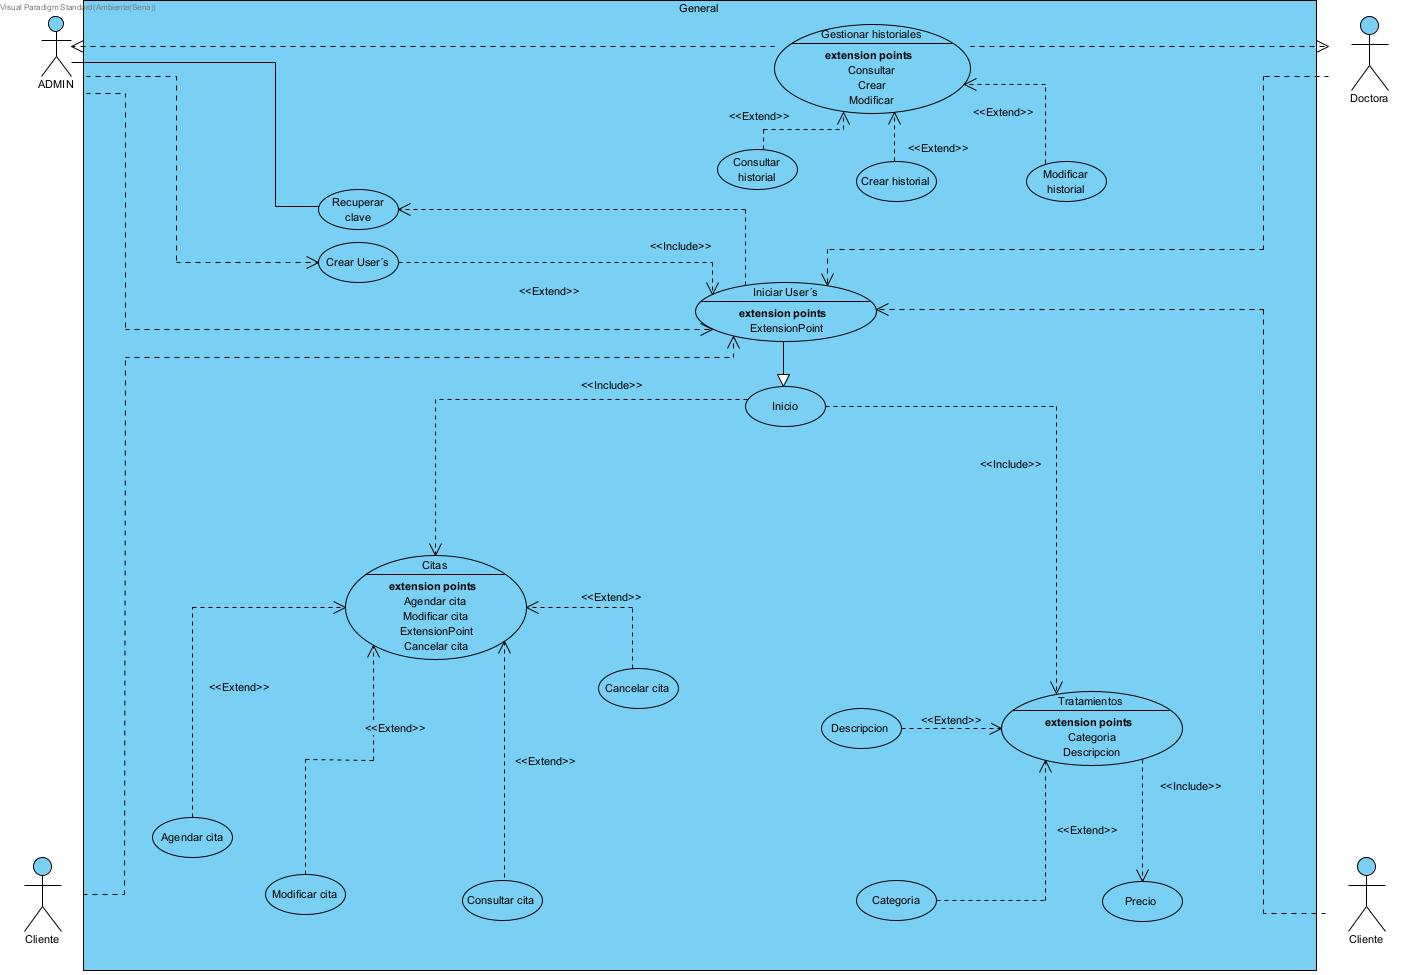 Visual Paradigm Standard(Ambiente(Sena))
General
ADMIN
Doctora
Gestionar historiales
extension points
Consultar
Crear
Modificar
<<Extend>>
<<Extend>>
<<Extend>>
Consultar
historial
Crear historial
Modificar
historial
Recuperar
clave
<<Include>>
Crear User´s
<<Extend>>
Iniciar User´s
extension points
ExtensionPoint
<<Include>>
Inicio
<<Include>>
Citas
extension points
Agendar cita
Modificar cita
ExtensionPoint
Cancelar cita
<<Extend>>
<<Extend>>
Cancelar cita
<<Extend>>
<<Extend>>
Tratamientos
extension points
Categoria
Descripcion
Descripcion
<<Extend>>
<<Include>>
<<Extend>>
Agendar cita
Modificar cita
Consultar cita
Categoria
Precio
Cliente
Cliente